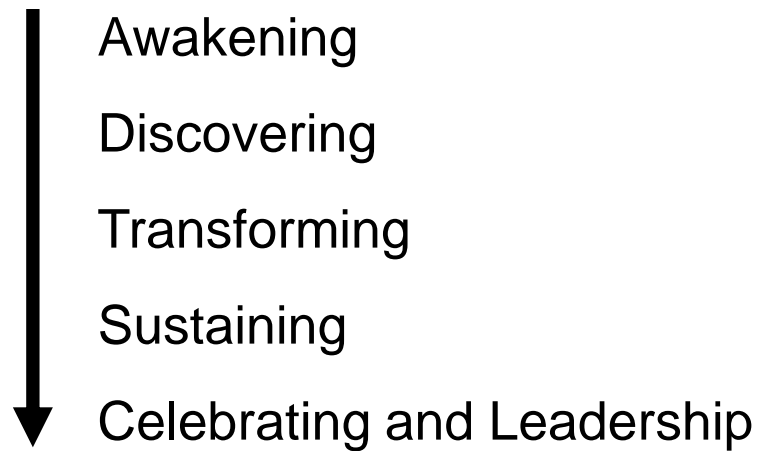 Awakening
Discovering
Transforming
Sustaining
Celebrating and Leadership